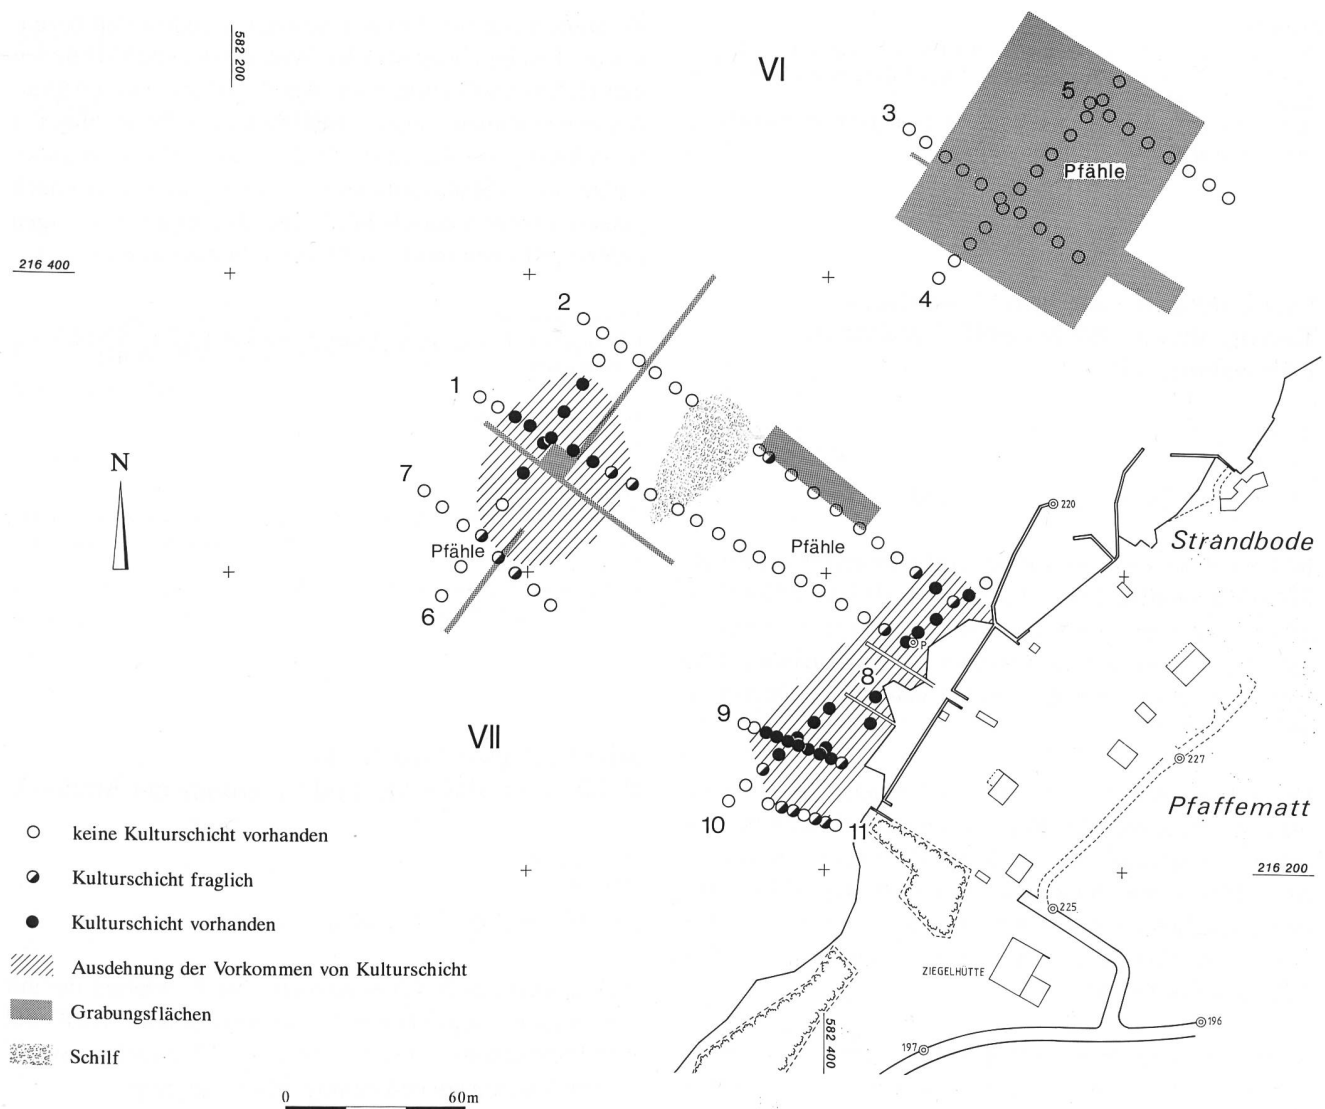 582 200
VI
5
3
Pfähle
216 400
4
2
1
N
7
220
Strandbode
Pfähle
Pfähle
6
P
8
9
VII
227
Pfaffematt
10
11
216 200
keine Kulturschicht vorhanden
Kulturschicht fraglich
Kulturschicht vorhanden
Ausdehnung der Vorkommen von Kulturschicht
Grabungsflächen
Schilf
225
ZIEGELHÜTTE
582 400
196
197
0 60m